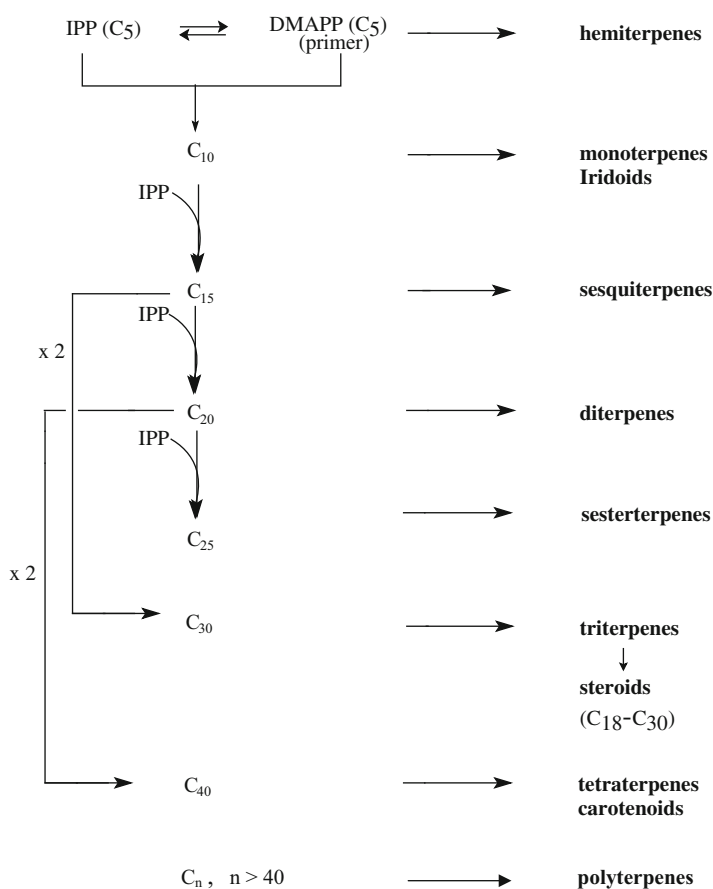 IPP (C5) DMAPP (C5) hemiterpenes
(primer)
C10 monoterpenes
Iridoids
IPP
C15 sesquiterpenes
IPP
x 2
C20 diterpenes
IPP
C25 sesterterpenes
x 2
C30 triterpenes
steroids
(C18-C30)
C40 tetraterpenes
carotenoids
Cn , n > 40 polyterpenes